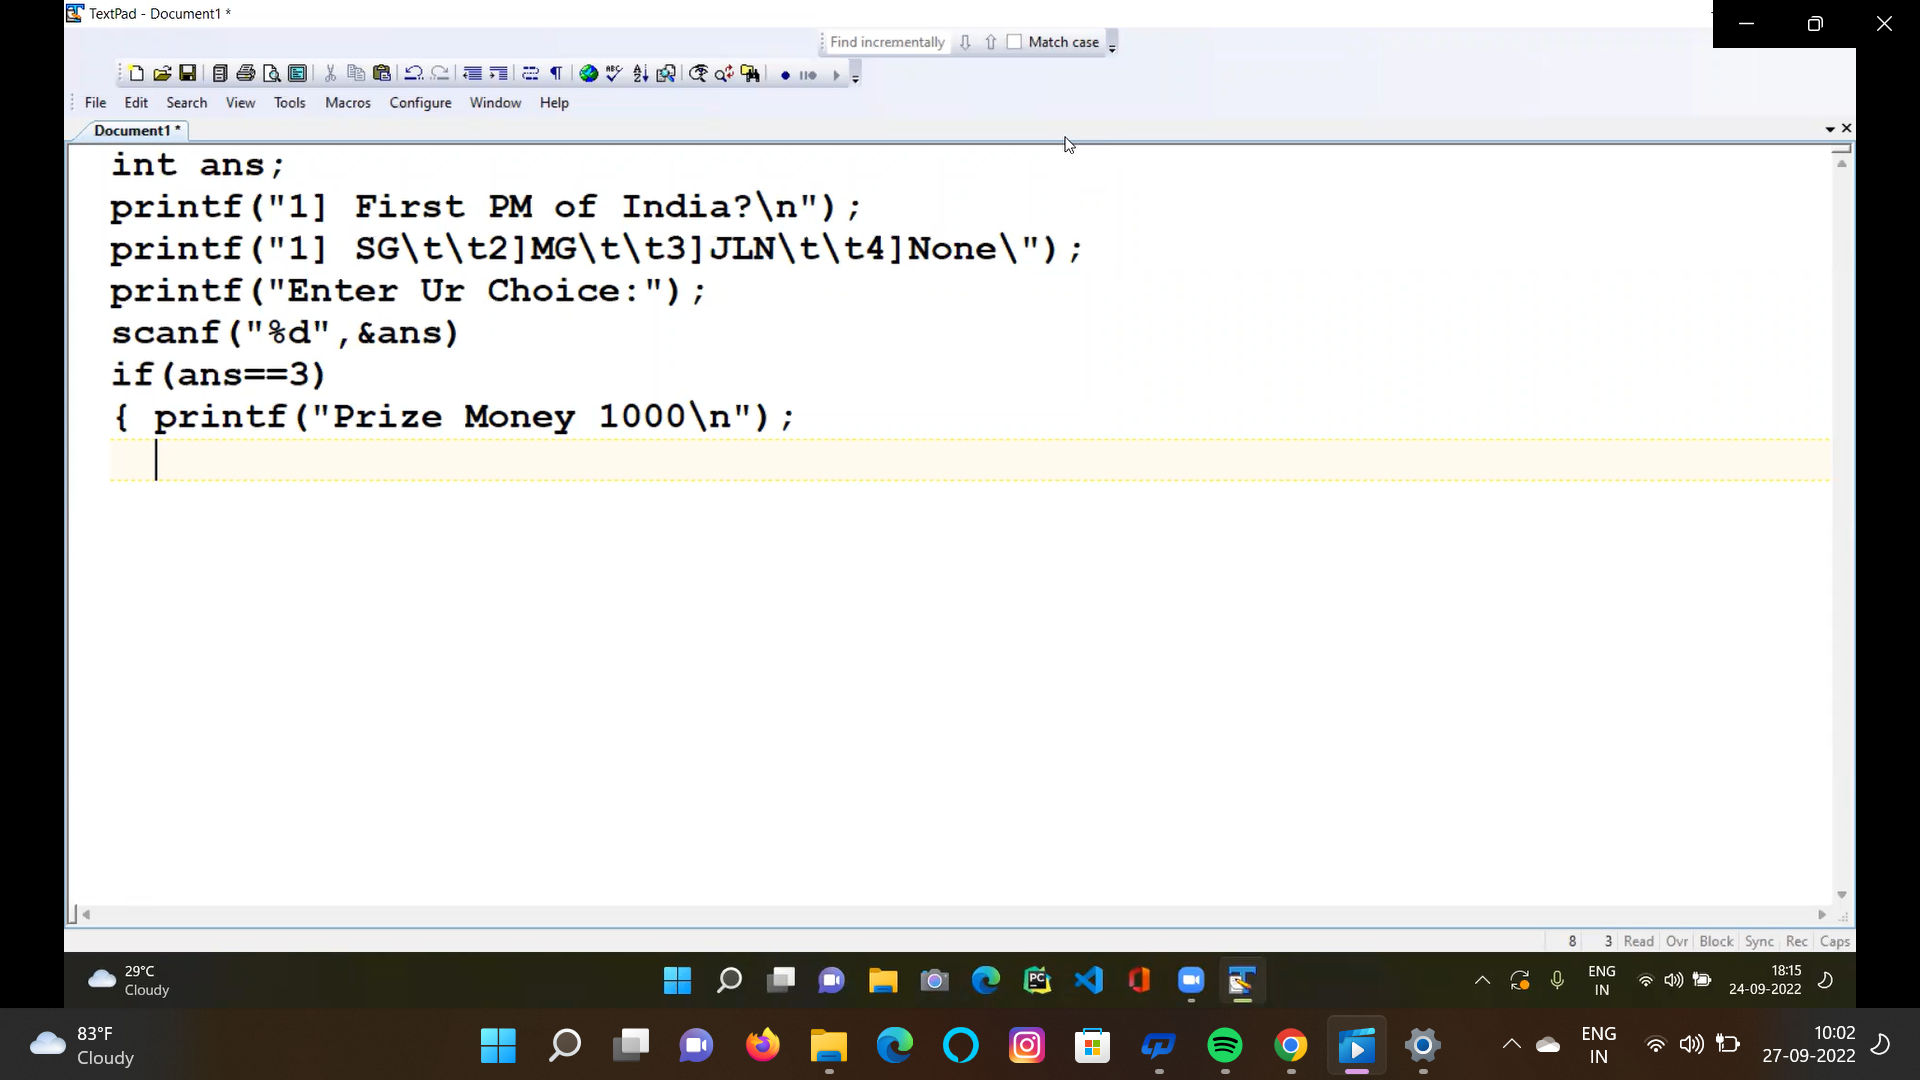 TextPad - Document1 *
Find incrementally Match case
File Edit Search View Tools Macros Configure Window Help
Document1 *
int ans;
printf("1] First PM of India?\n");
printf("1] SG\t\t2]MG\t\t3]JLN\t\t4]None\");
printf("Enter Ur Choice:");
scanf("%d",&ans)
if(ans==3)
{ printf("Prize Money 1000\n");
8 3 Read Ovr Block Sync Rec Caps
29°C
Cloudy
ENG
IN
18:15
24-09-2022
83°F
Cloudy
ENG
IN
10:02
27-09-2022